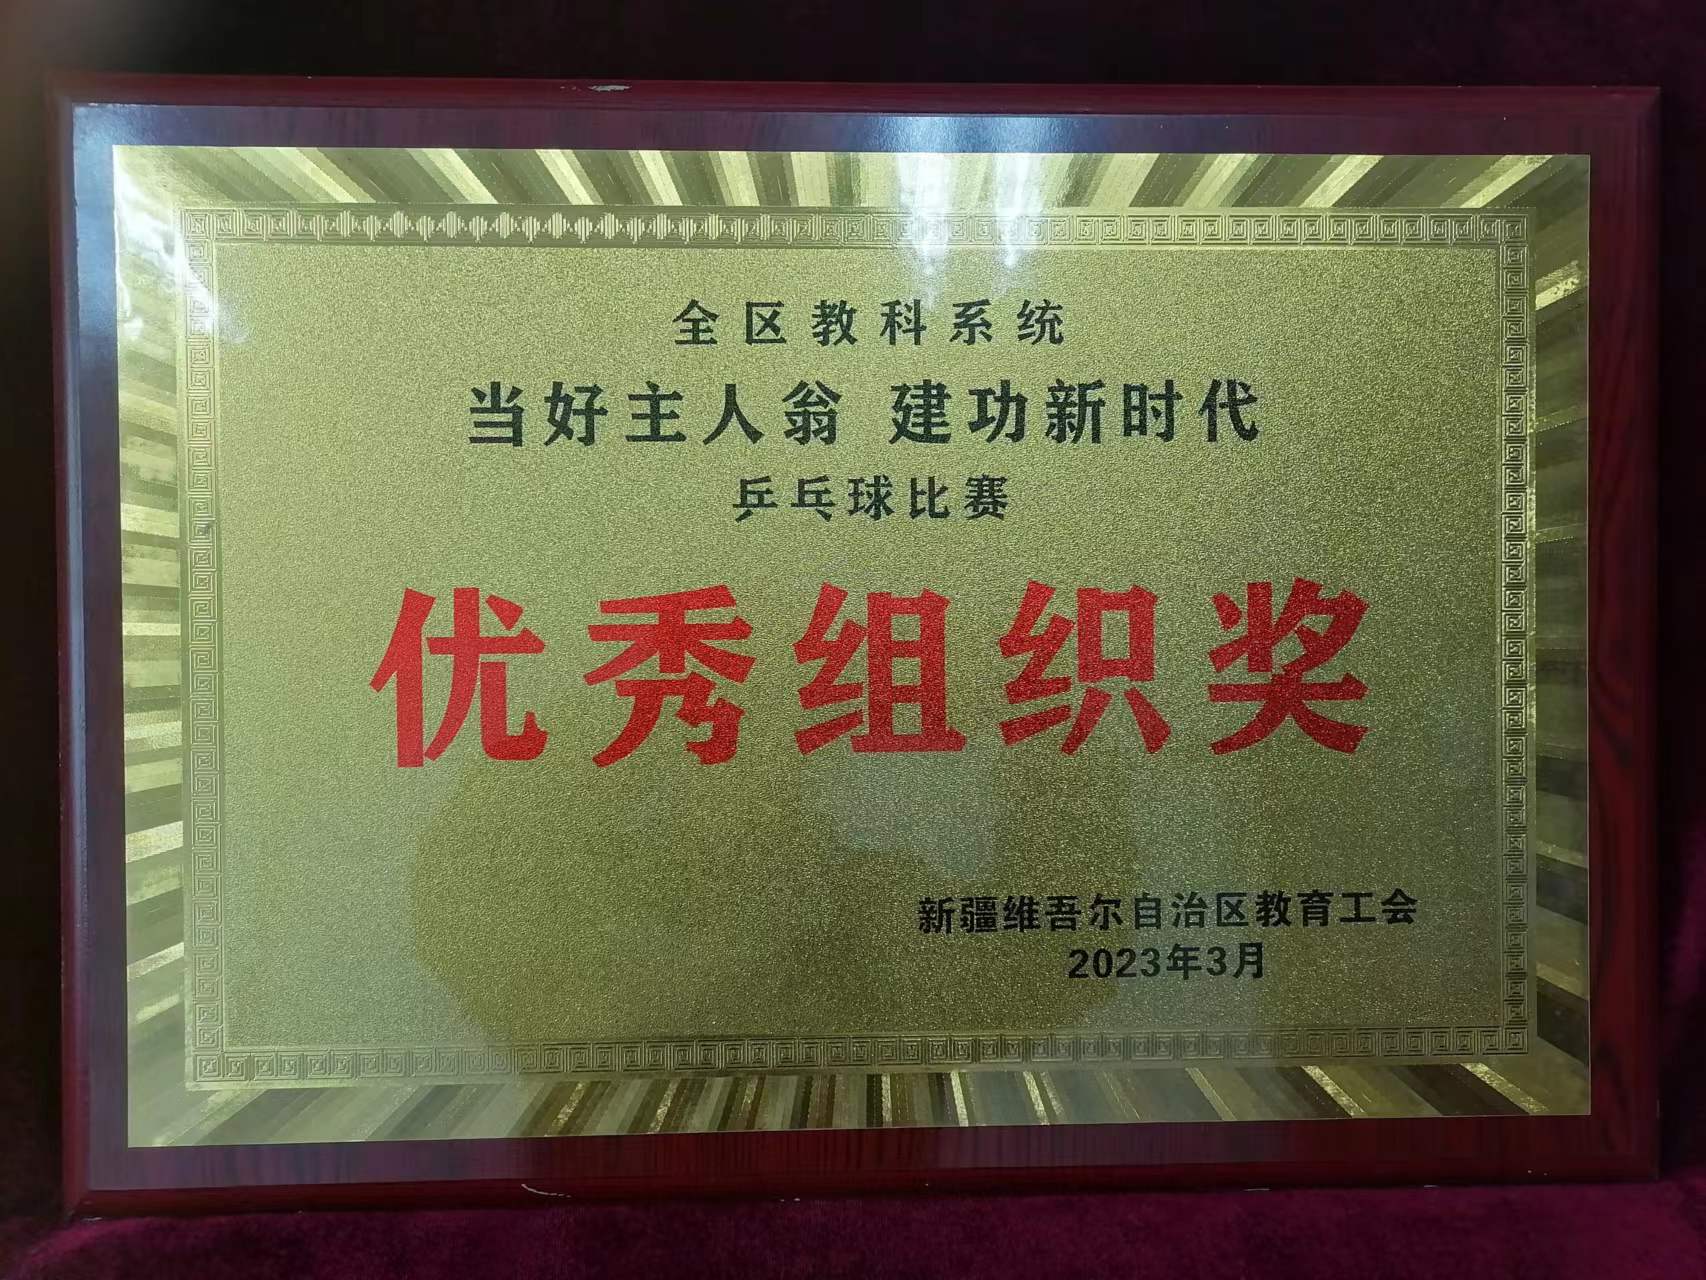 全区教科系统
当好主人翁 建功新时代
乒乓球比赛
优秀组织奖
新疆维吾尔自治区教育工会
2023年3月